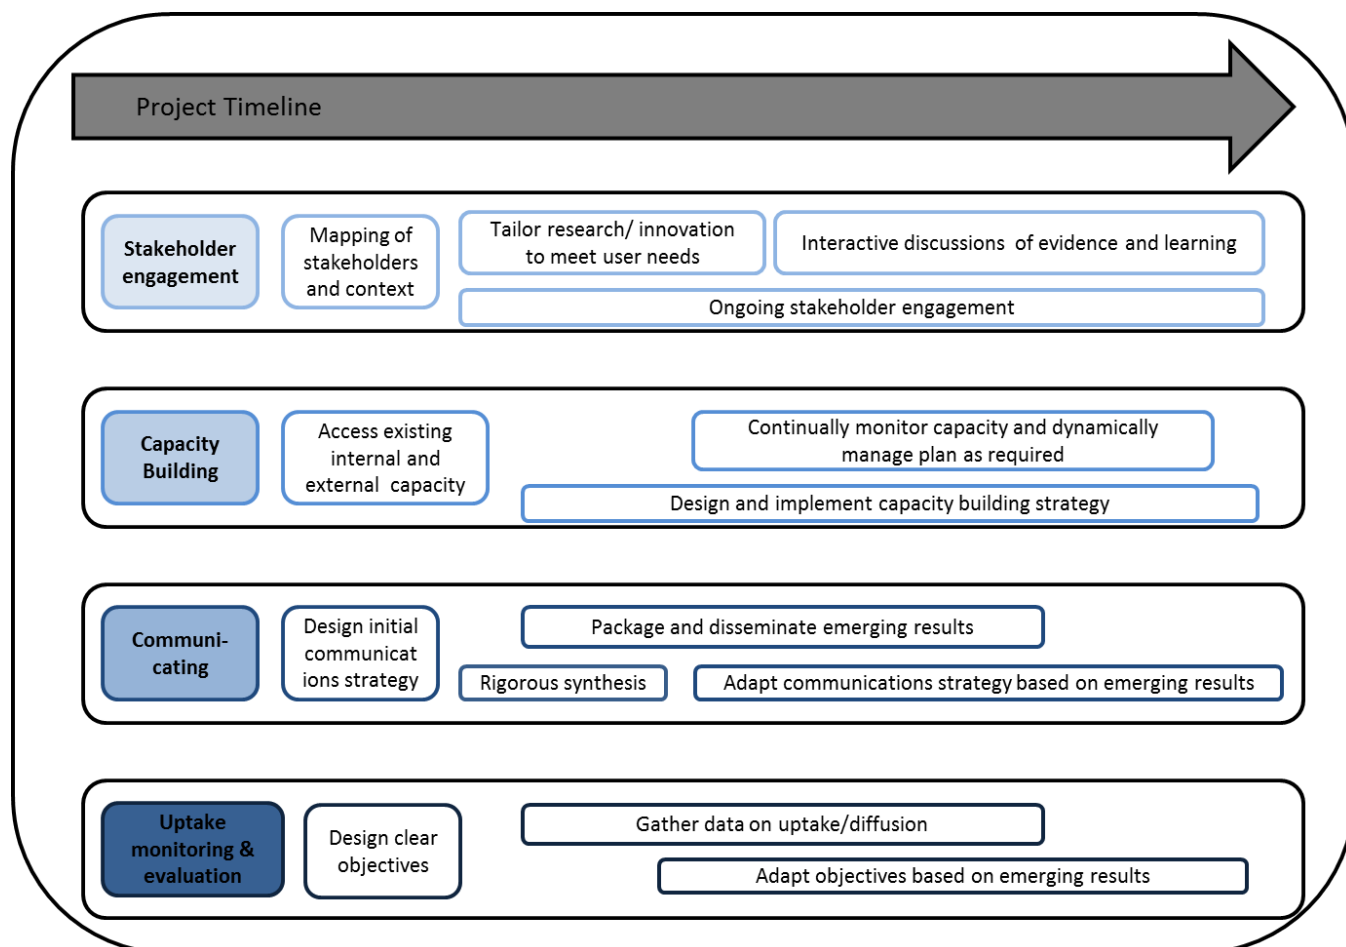 Project Timeline
Stakeholder
engagement
Mapping of
stakeholders
and context
Tailor research/ innovation
to meet user needs
Interactive discussions of evidence and learning
Ongoing stakeholder engagement
Capacity
Building
Access existing
internal and
external capacity
Continually monitor capacity and dynamically
manage plan as required
Design and implement capacity building strategy
Communi-
cating
Design initial
communicat
ions strategy
Package and disseminate emerging results
Rigorous synthesis
Adapt communications strategy based on emerging results
Uptake
monitoring &
evaluation
Design clear
objectives
Gather data on uptake/diffusion
Adapt objectives based on emerging results